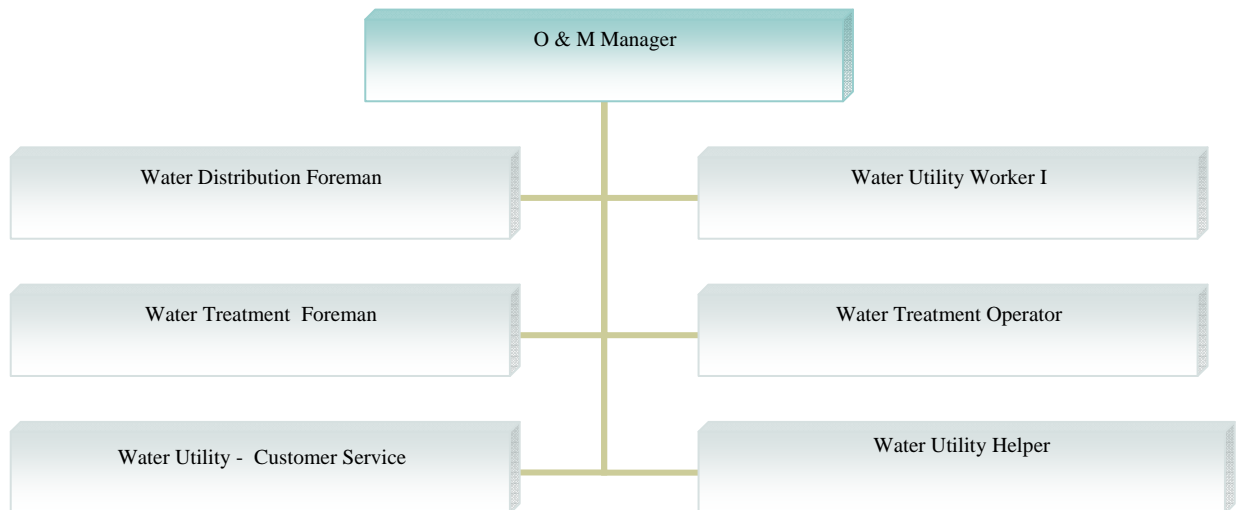 O & M Manager
Water Distribution Foreman
Water Utility Worker I
Water Treatment  Foreman
Water Treatment Operator
Water Utility -  Customer Service
Water Utility Helper